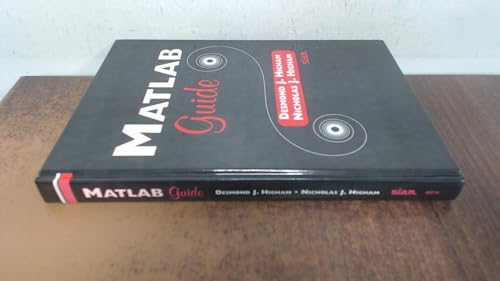 MATLAB
Guide
DESMOND J. HIGHAM
NICHOLAS J. HIGHAM
siam
MATLAB Guide DESMOND J. HIGHAM • NICHOLAS J. HIGHAM siam